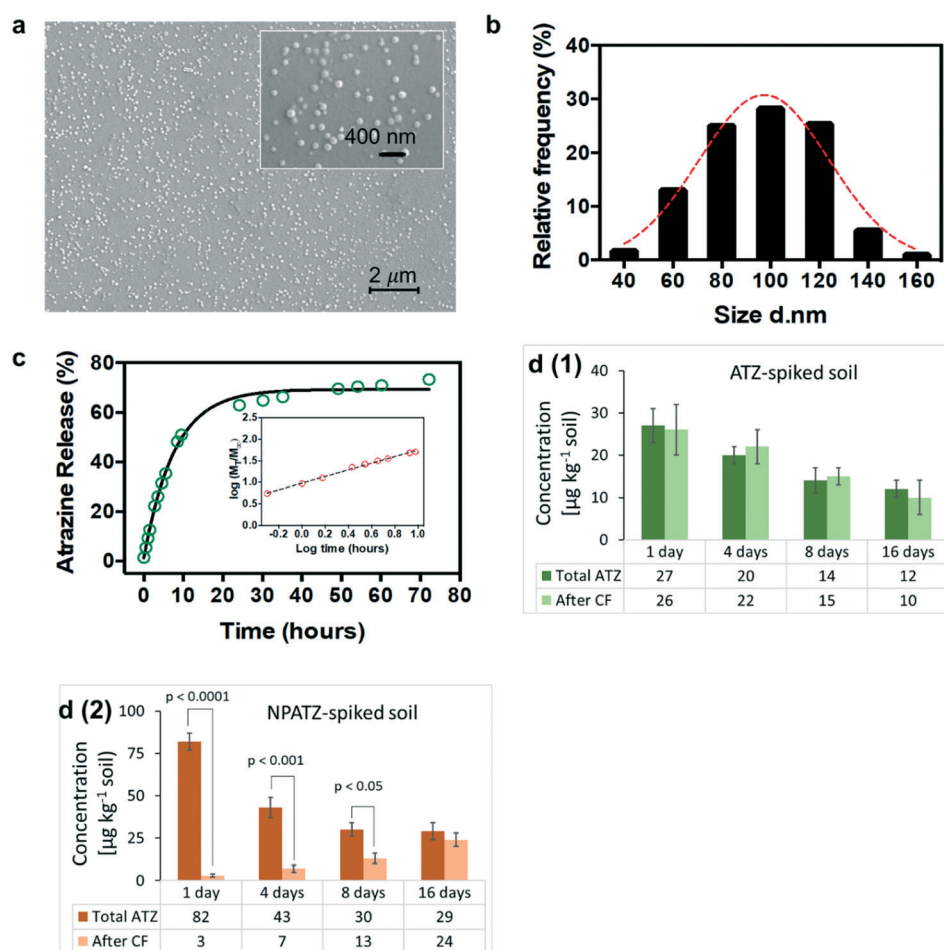 a
400 nm
2 μm
b
Relative frequency (%)
40
30
20
10
0
40 60 80 100 120 140 160
Size d.nm
c
Atrazine Release (%)
80
60
40
20
0
0 10 20 30 40 50 60 70 80
Time (hours)
log (Mt/M∞)
2.5
2.0
1.5
1.0
0.5
0.0
-0.2 0.0 0.2 0.4 0.6 0.8 1.0
Log time (hours)
d (1)
ATZ-spiked soil
Concentration
[µg kg⁻¹ soil)
40
30
20
10
0
1 day 4 days 8 days 16 days
Total ATZ 27 20 14 12
After CF 26 22 15 10
d (2)
NPATZ-spiked soil
p < 0.0001
p < 0.001
p < 0.05
Concentration
[µg kg⁻¹ soil)
100
75
50
25
0
1 day 4 days 8 days 16 days
Total ATZ 82 43 30 29
After CF 3 7 13 24